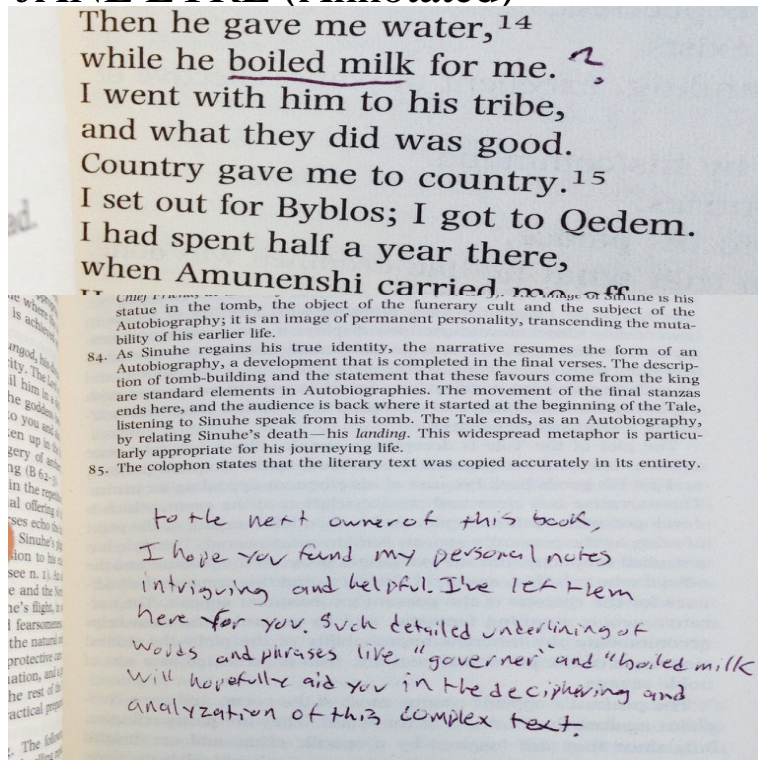 JANE EYRE (Annotated)
Then he gave me water,14
while he boiled milk for me. ?
I went with him to his tribe,
and what they did was good.
Country gave me to country.15
I set out for Byblos; I got to Qedem.
I had spent half a year there,
when Amunenshi carried me off
ed.
Chief image of Sinuhe is his
statue in the tomb, the object of the funerary cult and the subject of the
Autobiography; it is an image of permanent personality, transcending the muta-
bility of his earlier life.
84. As Sinuhe regains his true identity, the narrative resumes the form of an
Autobiography, a development that is completed in the final verses. The descrip-
tion of tomb-building and the statement that these favours come from the king
are standard elements in Autobiographies. The movement of the final stanzas
ends here, and the audience is back where it started at the beginning of the Tale,
listening to Sinuhe speak from his tomb. The Tale ends, as an Autobiography,
by relating Sinuhe's death—his landing. This widespread metaphor is particu-
larly appropriate for his journeying life.
85. The colophon states that the literary text was copied accurately in its entirety.
to the next owner of this book,
I hope you found my personal notes
intriguing and helpful. I've left them
here for you. Such detailed underlining of
words and phrases like "governer" and "boiled milk
will hopefully aid you in the deciphering and
analyzation of this complex text.